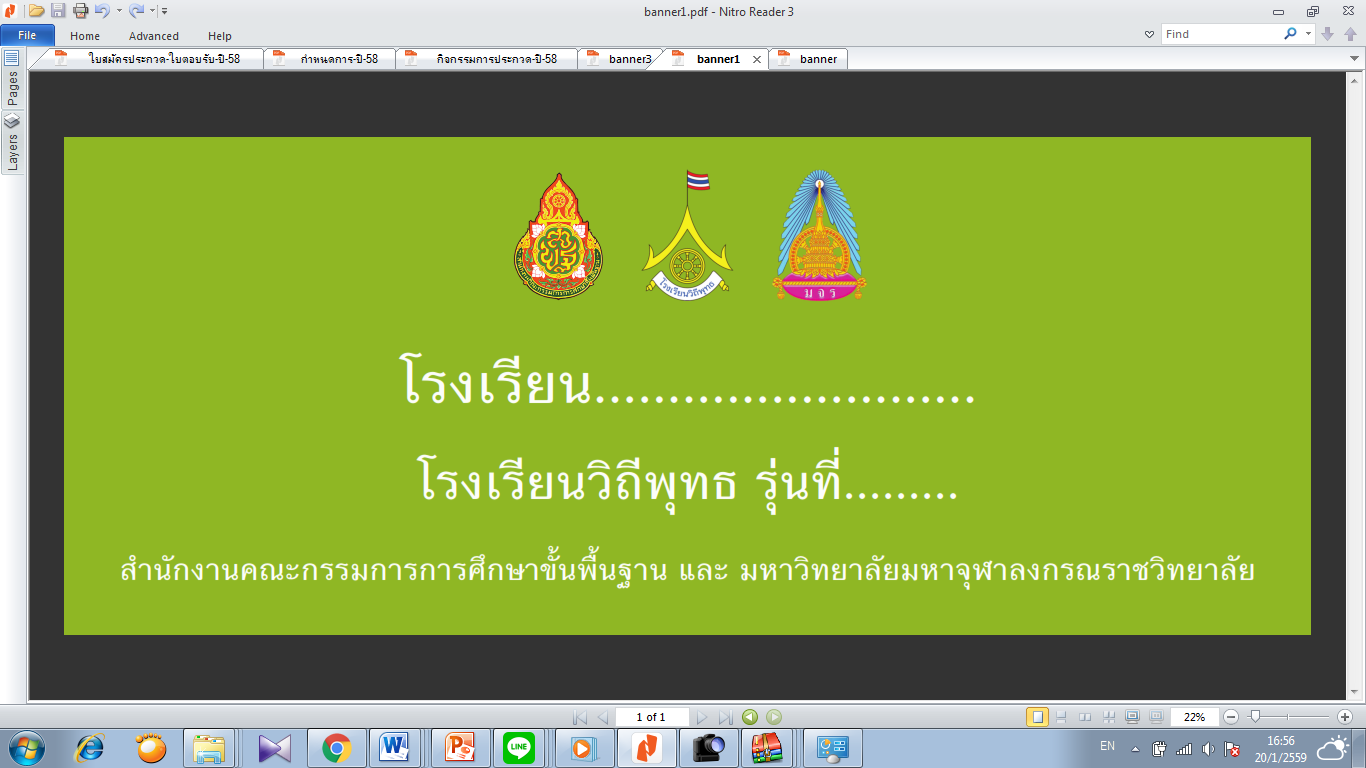 banner1.pdf - Nitro Reader 3
File Home Advanced Help Find
ใบสมัครประกวด-ใบตอบรับ-ปี-58 กำหนดการ-ปี-58 กิจกรรมการประกวด-ปี-58 banner3 banner1 banner
Pages
Layers
โรงเรียนวิถีพุทธ
ม จ ร
โรงเรียน..........................
โรงเรียนวิถีพุทธ รุ่นที่.........
สำนักงานคณะกรรมการการศึกษาขั้นพื้นฐาน และ มหาวิทยาลัยมหาจุฬาลงกรณราชวิทยาลัย
1 of 1 22%
LINE
EN 16:56
20/1/2559